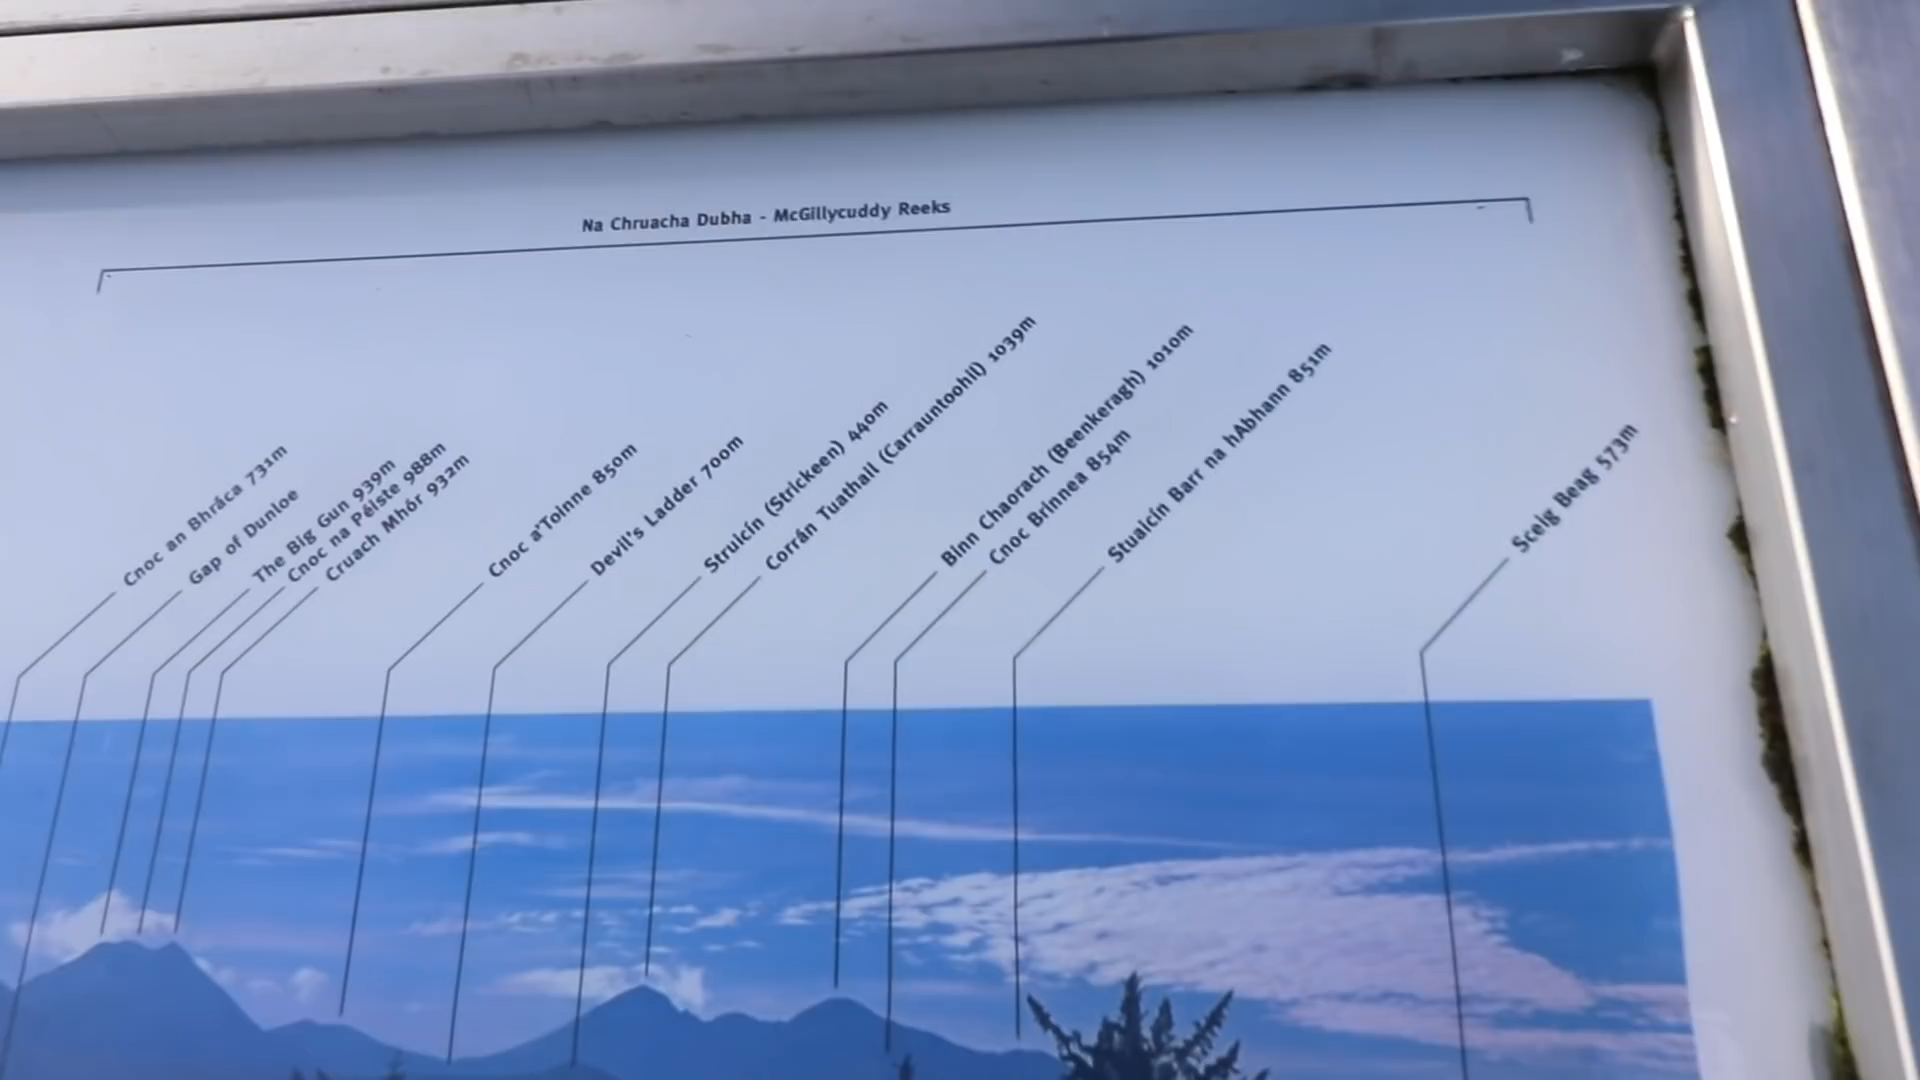 Na Chruacha Dubha - McGillycuddy Reeks
Cnoc an Bhráca 731m
Gap of Dunloe
The Big Gun 939m
Cnoc na Péiste 988m
Cruach Mhór 932m
Cnoc a'Toinne 850m
Devil's Ladder 700m
Struicín (Strickeen) 440m
Corrán Tuathail (Carrauntoohil) 1039m
Binn Chaorach (Beenkeragh) 1010m
Cnoc Brinnea 854m
Stuaicín Barr na hAbhann 851m
Sceig Beag 573m